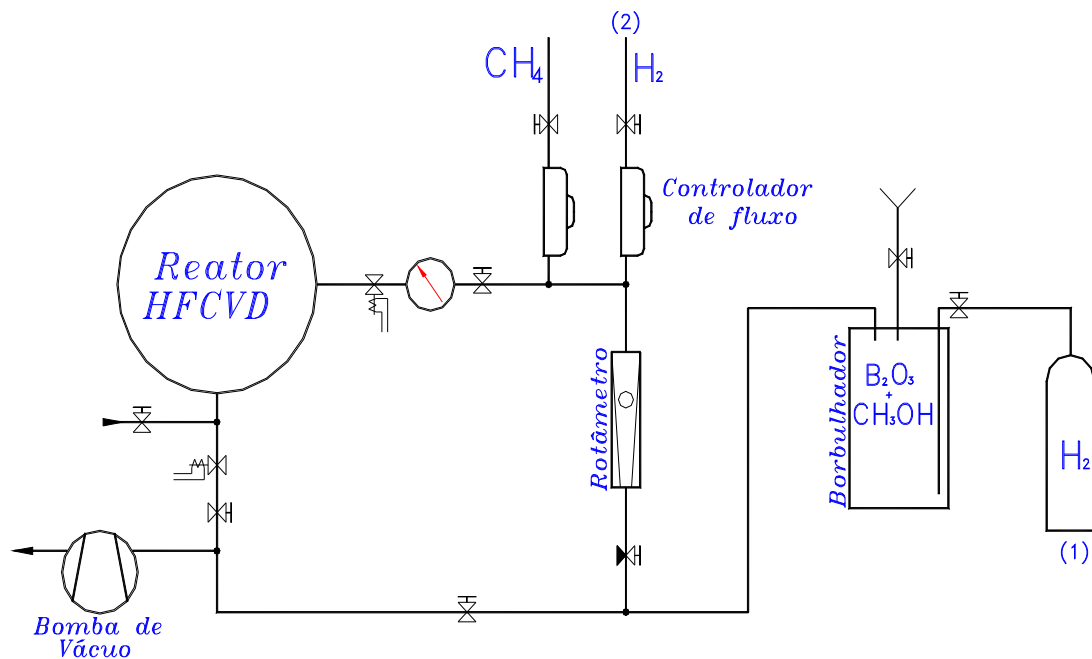 (2)
CH₄
H₂
Controlador
de fluxo
Reator
HFCVD
Rotâmetro
Borbulhador
B₂O₃
+
CH₃OH
H₂
(1)
Bomba de
Vácuo